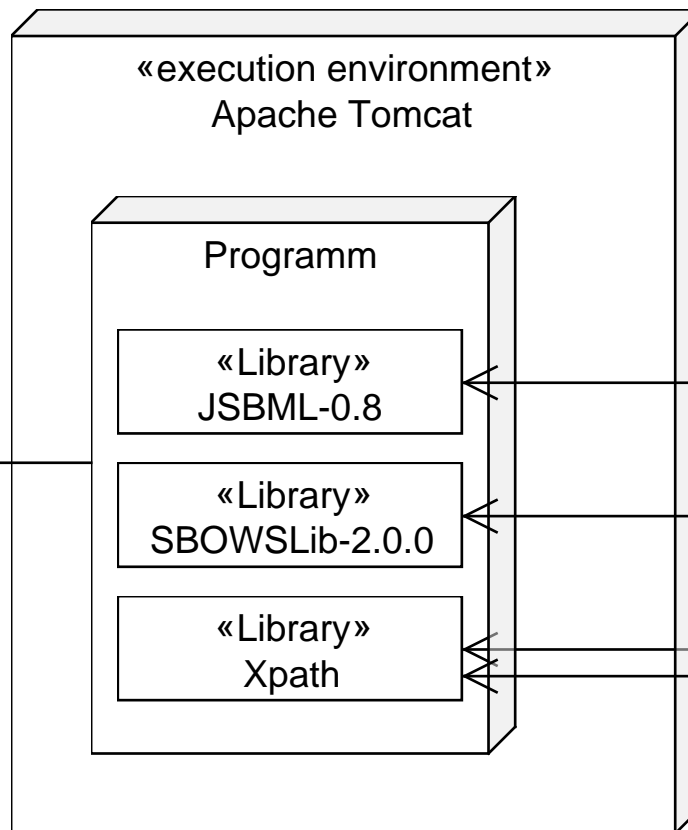 «execution environment»
Apache Tomcat
Programm
«Library»
JSBML-0.8
«Library»
SBOWSLib-2.0.0
«Library»
Xpath